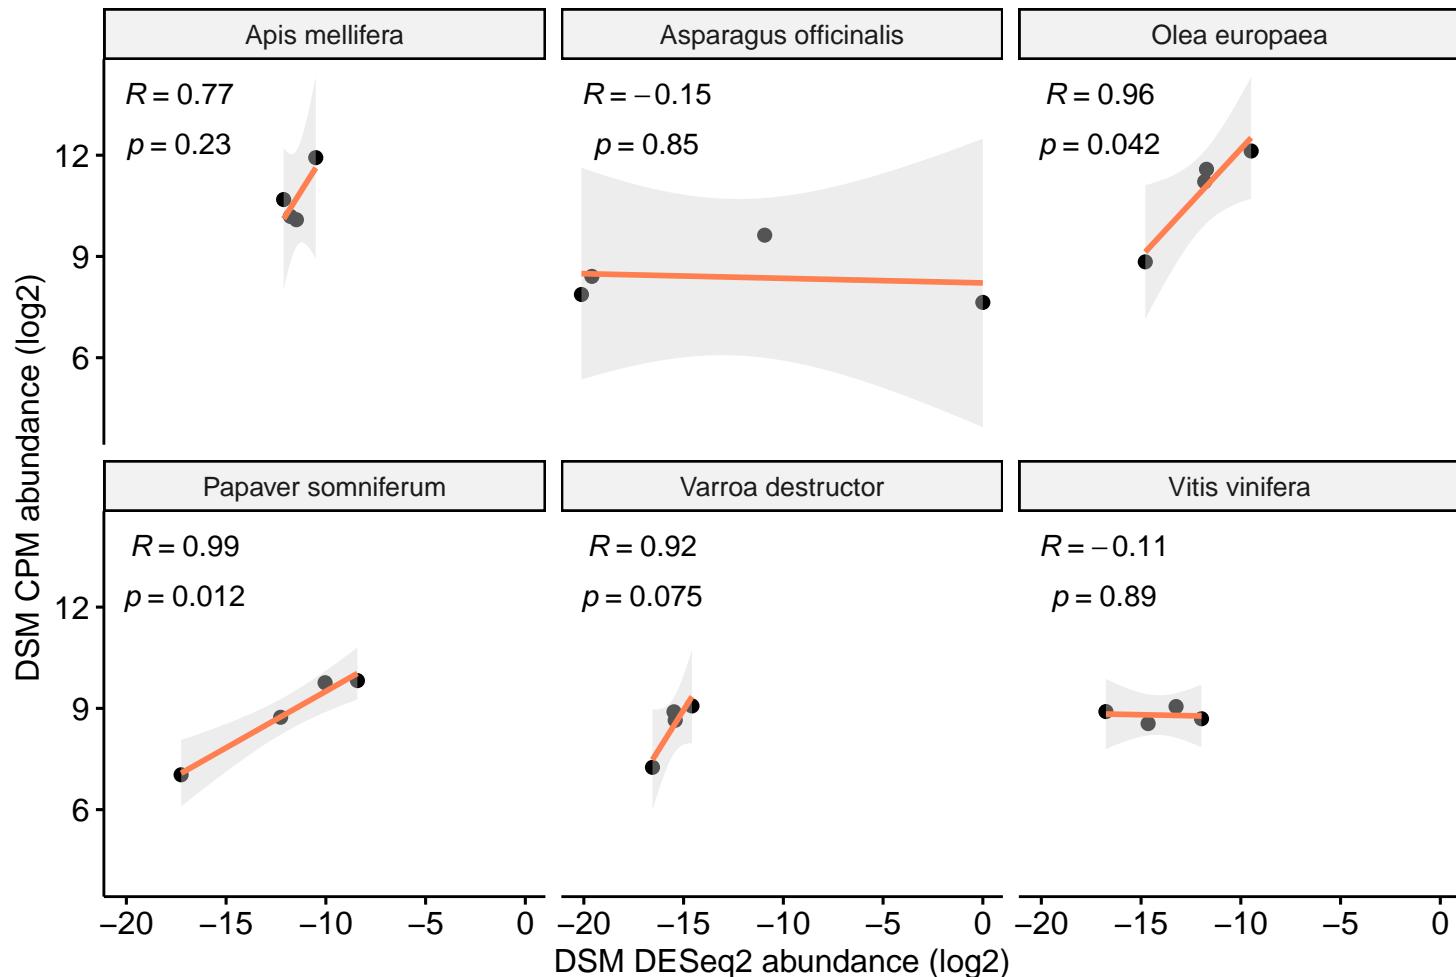 Apis mellifera
Asparagus officinalis
Olea europaea
R = 0.77
p = 0.23
R = −0.15
p = 0.85
R = 0.96
p = 0.042
12
9
6
Papaver somniferum
Varroa destructor
Vitis vinifera
R = 0.99
p = 0.012
R = 0.92
p = 0.075
R = −0.11
p = 0.89
12
9
6
DSM CPM abundance (log2)
−20 −15 −10 −5 0
−20 −15 −10 −5 0
−20 −15 −10 −5 0
DSM DESeq2 abundance (log2)